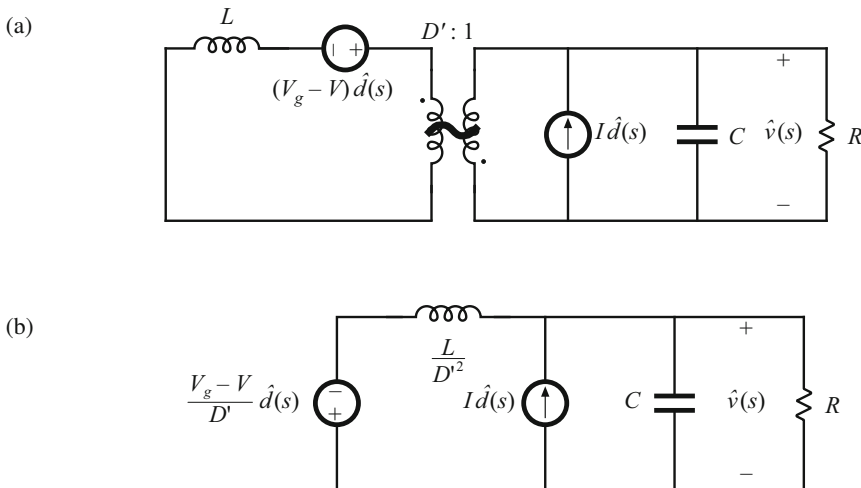 (a)
L
D′ : 1
− +
(V_g − V) d̂(s)
I d̂(s)
C
+
v̂(s)
−
R
(b)
L/D′²
(V_g − V)/D′ d̂(s)
−
+
I d̂(s)
C
+
v̂(s)
−
R